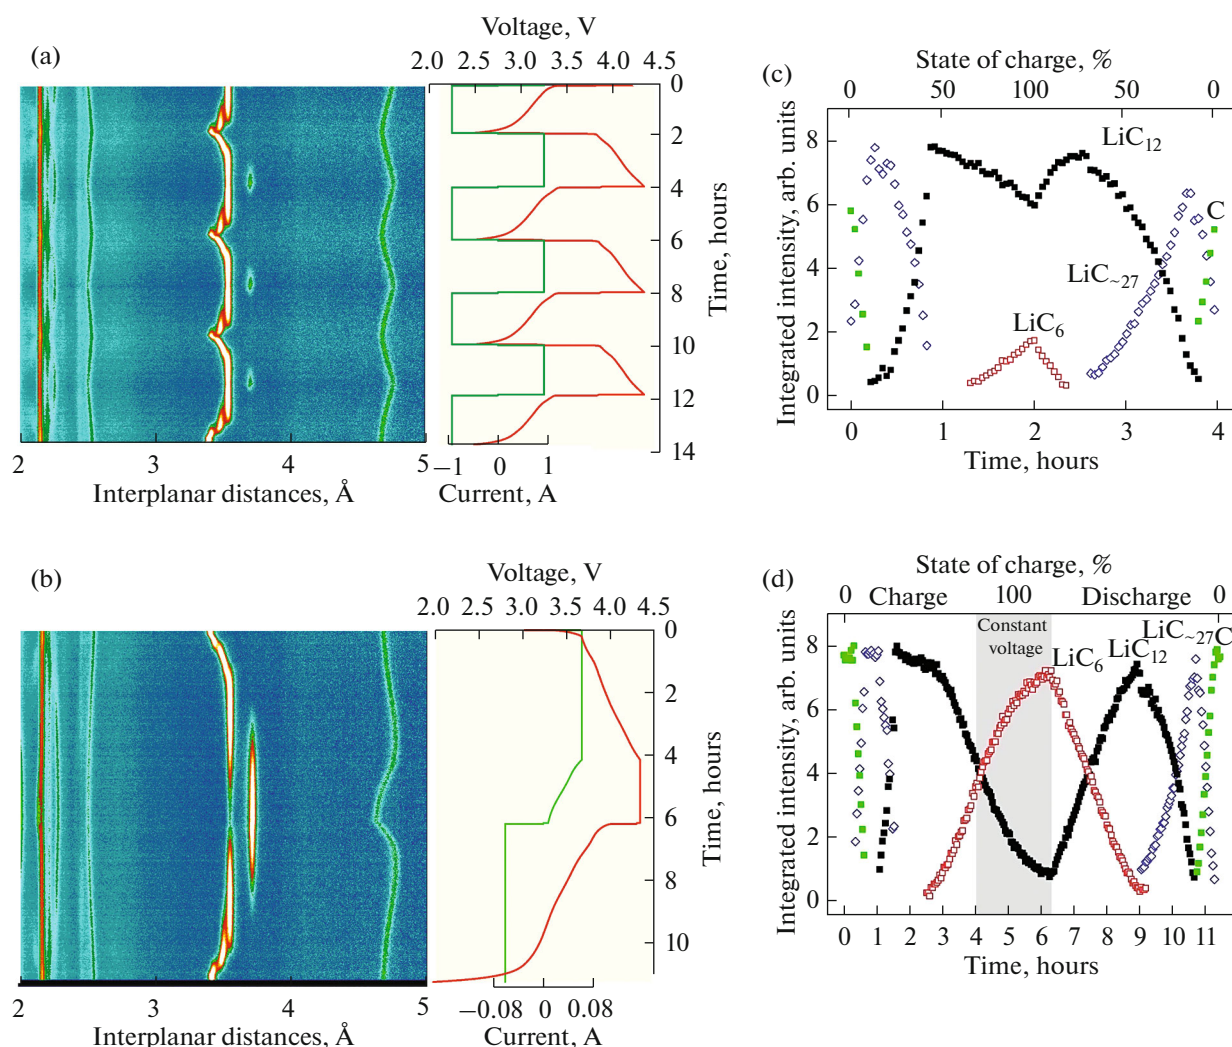 (a)
Voltage, V
2.0 2.5 3.0 3.5 4.0 4.5
0
2
4
6
8
10
12
14
Time, hours
2 3 4 5
Interplanar distances, Å
−1 0 1
Current, A
(c)
State of charge, %
0 50 100 50 0
Integrated intensity, arb. units
8
6
4
2
0
LiC12
C
LiC~27
LiC6
0 1 2 3 4
Time, hours
(b)
Voltage, V
2.0 2.5 3.0 3.5 4.0 4.5
0
2
4
6
8
10
Time, hours
2 3 4 5
Interplanar distances, Å
−0.08 0 0.08
Current, A
(d)
State of charge, %
0 Charge 100 Discharge 0
Integrated intensity, arb. units
8
6
4
2
0
Constant
voltage
LiC6
LiC12
LiC~27
C
0 1 2 3 4 5 6 7 8 9 10 11
Time, hours